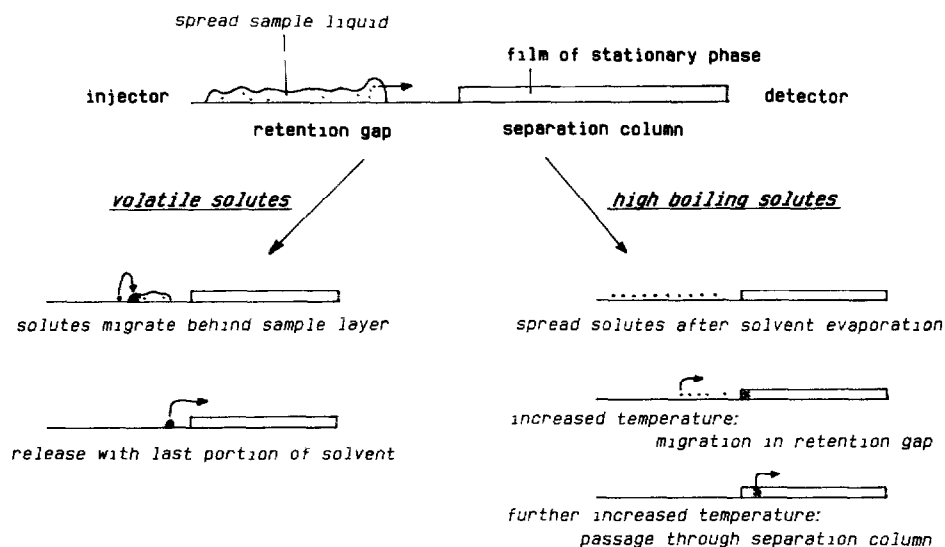 spread sample liquid
film of stationary phase
injector
detector
retention gap
separation column
volatile solutes
high boiling solutes
solutes migrate behind sample layer
spread solutes after solvent evaporation
increased temperature:
migration in retention gap
release with last portion of solvent
further increased temperature:
passage through separation column